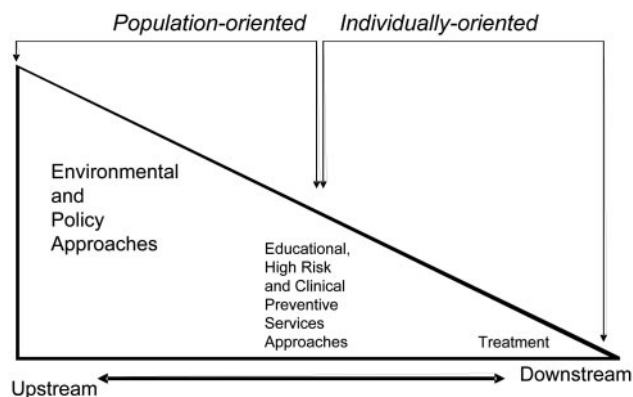 Population-oriented Individually-oriented
Environmental
and
Policy
Approaches
Educational,
High Risk
and Clinical
Preventive
Services
Approaches
Treatment
Upstream
Downstream